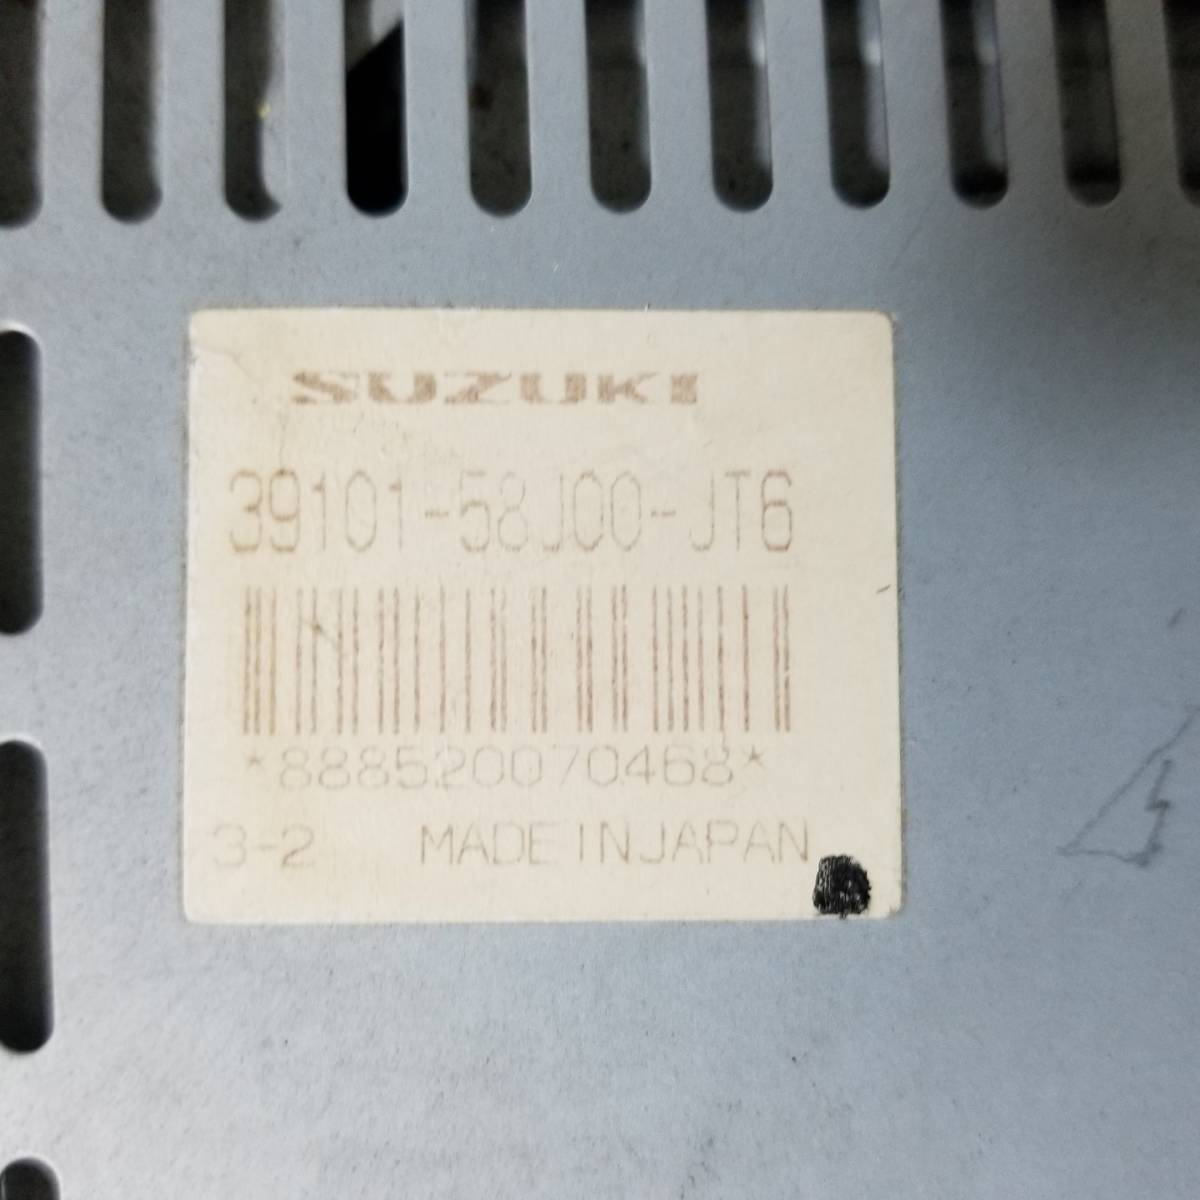 SUZUKI
39101-58J00-JT6
*888520070468*
3-2 MADE IN JAPAN